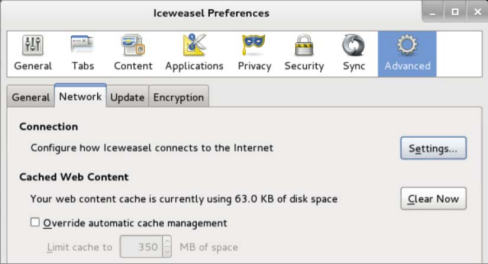 Iceweasel Preferences
General Tabs Content Applications Privacy Security Sync Advanced
General Network Update Encryption
Connection
Configure how Iceweasel connects to the Internet Settings...
Cached Web Content
Your web content cache is currently using 63.0 KB of disk space Clear Now
Override automatic cache management
Limit cache to 350 MB of space